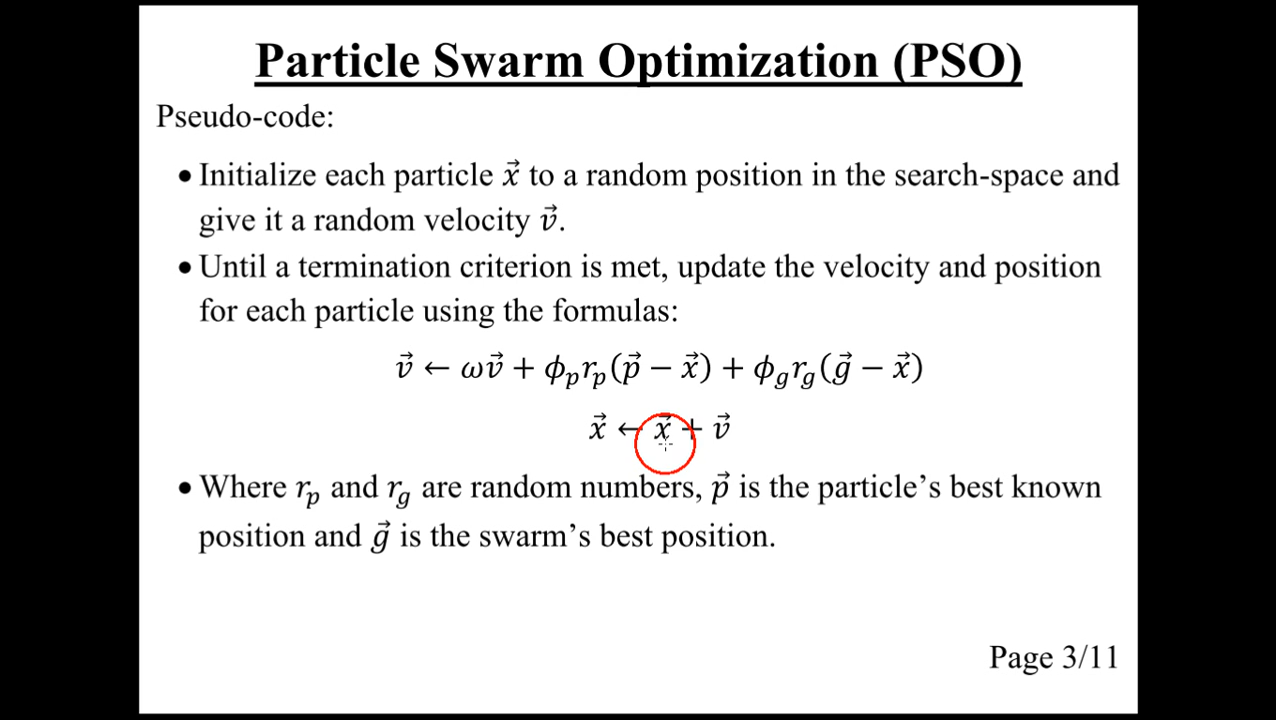 Particle Swarm Optimization (PSO)
Pseudo-code:
• Initialize each particle x⃗ to a random position in the search-space and
give it a random velocity v⃗.
• Until a termination criterion is met, update the velocity and position
for each particle using the formulas:
v⃗ ← ωv⃗ + ϕₚrₚ(p⃗ − x⃗) + ϕ_g r_g(g⃗ − x⃗)
x⃗ ← x⃗ + v⃗
• Where rₚ and r_g are random numbers, p⃗ is the particle’s best known
position and g⃗ is the swarm’s best position.
Page 3/11